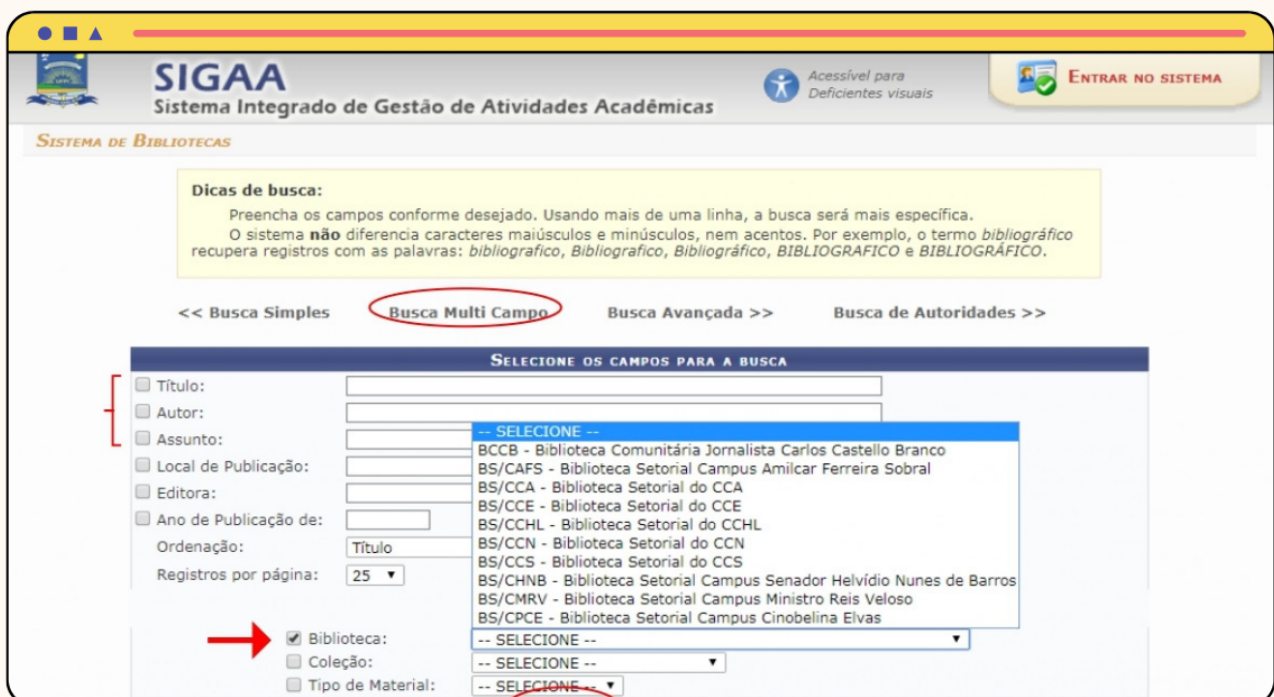 SIGAA
Sistema Integrado de Gestão de Atividades Acadêmicas
Acessível para
Deficientes visuais
ENTRAR NO SISTEMA
SISTEMA DE BIBLIOTECAS
Dicas de busca:
Preencha os campos conforme desejado. Usando mais de uma linha, a busca será mais específica.
O sistema não diferencia caracteres maiúsculos e minúsculos, nem acentos. Por exemplo, o termo bibliográfico
recupera registros com as palavras: bibliografico, Bibliografico, Bibliográfico, BIBLIOGRAFICO e BIBLIOGRÁFICO.
<< Busca Simples Busca Multi Campo Busca Avançada >> Busca de Autoridades >>
SELECIONE OS CAMPOS PARA A BUSCA
Título:
Autor:
Assunto:
Local de Publicação:
Editora:
Ano de Publicação de:
Ordenação: Título
Registros por página: 25
-- SELECIONE --
BCCB - Biblioteca Comunitária Jornalista Carlos Castello Branco
BS/CAFS - Biblioteca Setorial Campus Amilcar Ferreira Sobral
BS/CCA - Biblioteca Setorial do CCA
BS/CCE - Biblioteca Setorial do CCE
BS/CCHL - Biblioteca Setorial do CCHL
BS/CCN - Biblioteca Setorial do CCN
BS/CCS - Biblioteca Setorial do CCS
BS/CHNB - Biblioteca Setorial Campus Senador Helvídio Nunes de Barros
BS/CMRV - Biblioteca Setorial Campus Ministro Reis Veloso
BS/CPCE - Biblioteca Setorial Campus Cinobelina Elvas
Biblioteca: -- SELECIONE --
Coleção: -- SELECIONE --
Tipo de Material: -- SELECIONE --